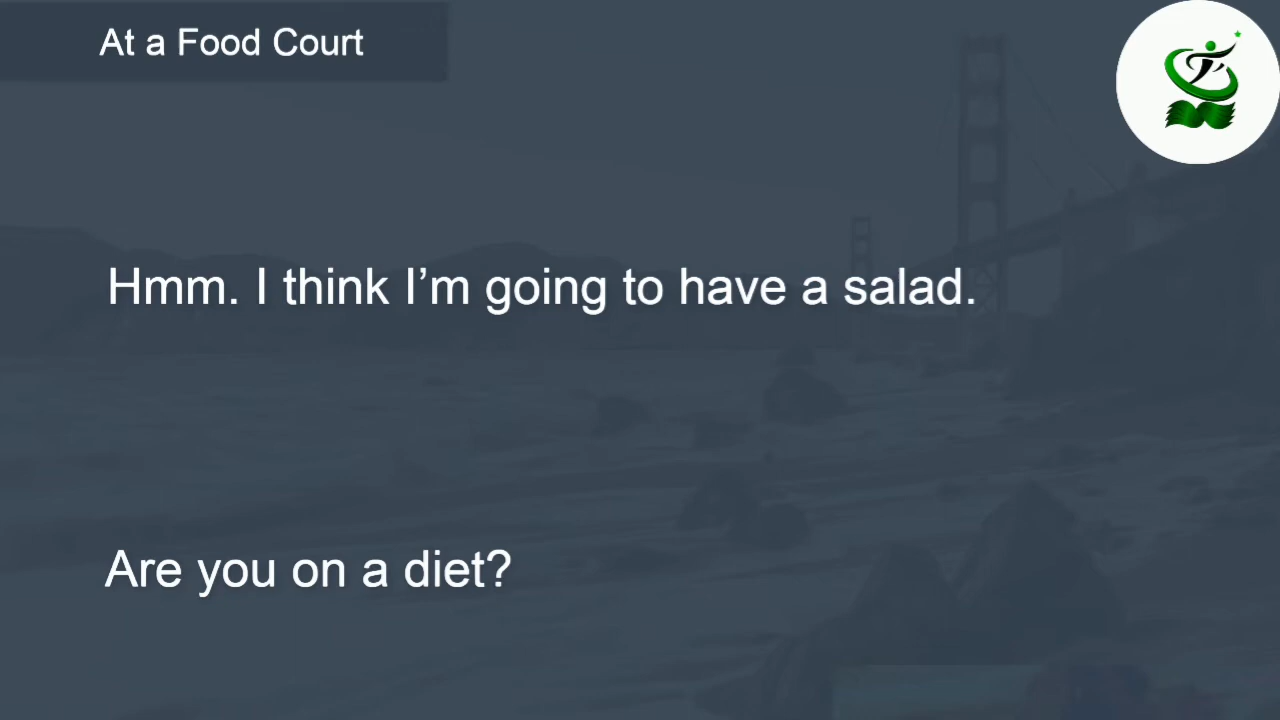 At a Food Court
Hmm. I think I’m going to have a salad.
Are you on a diet?